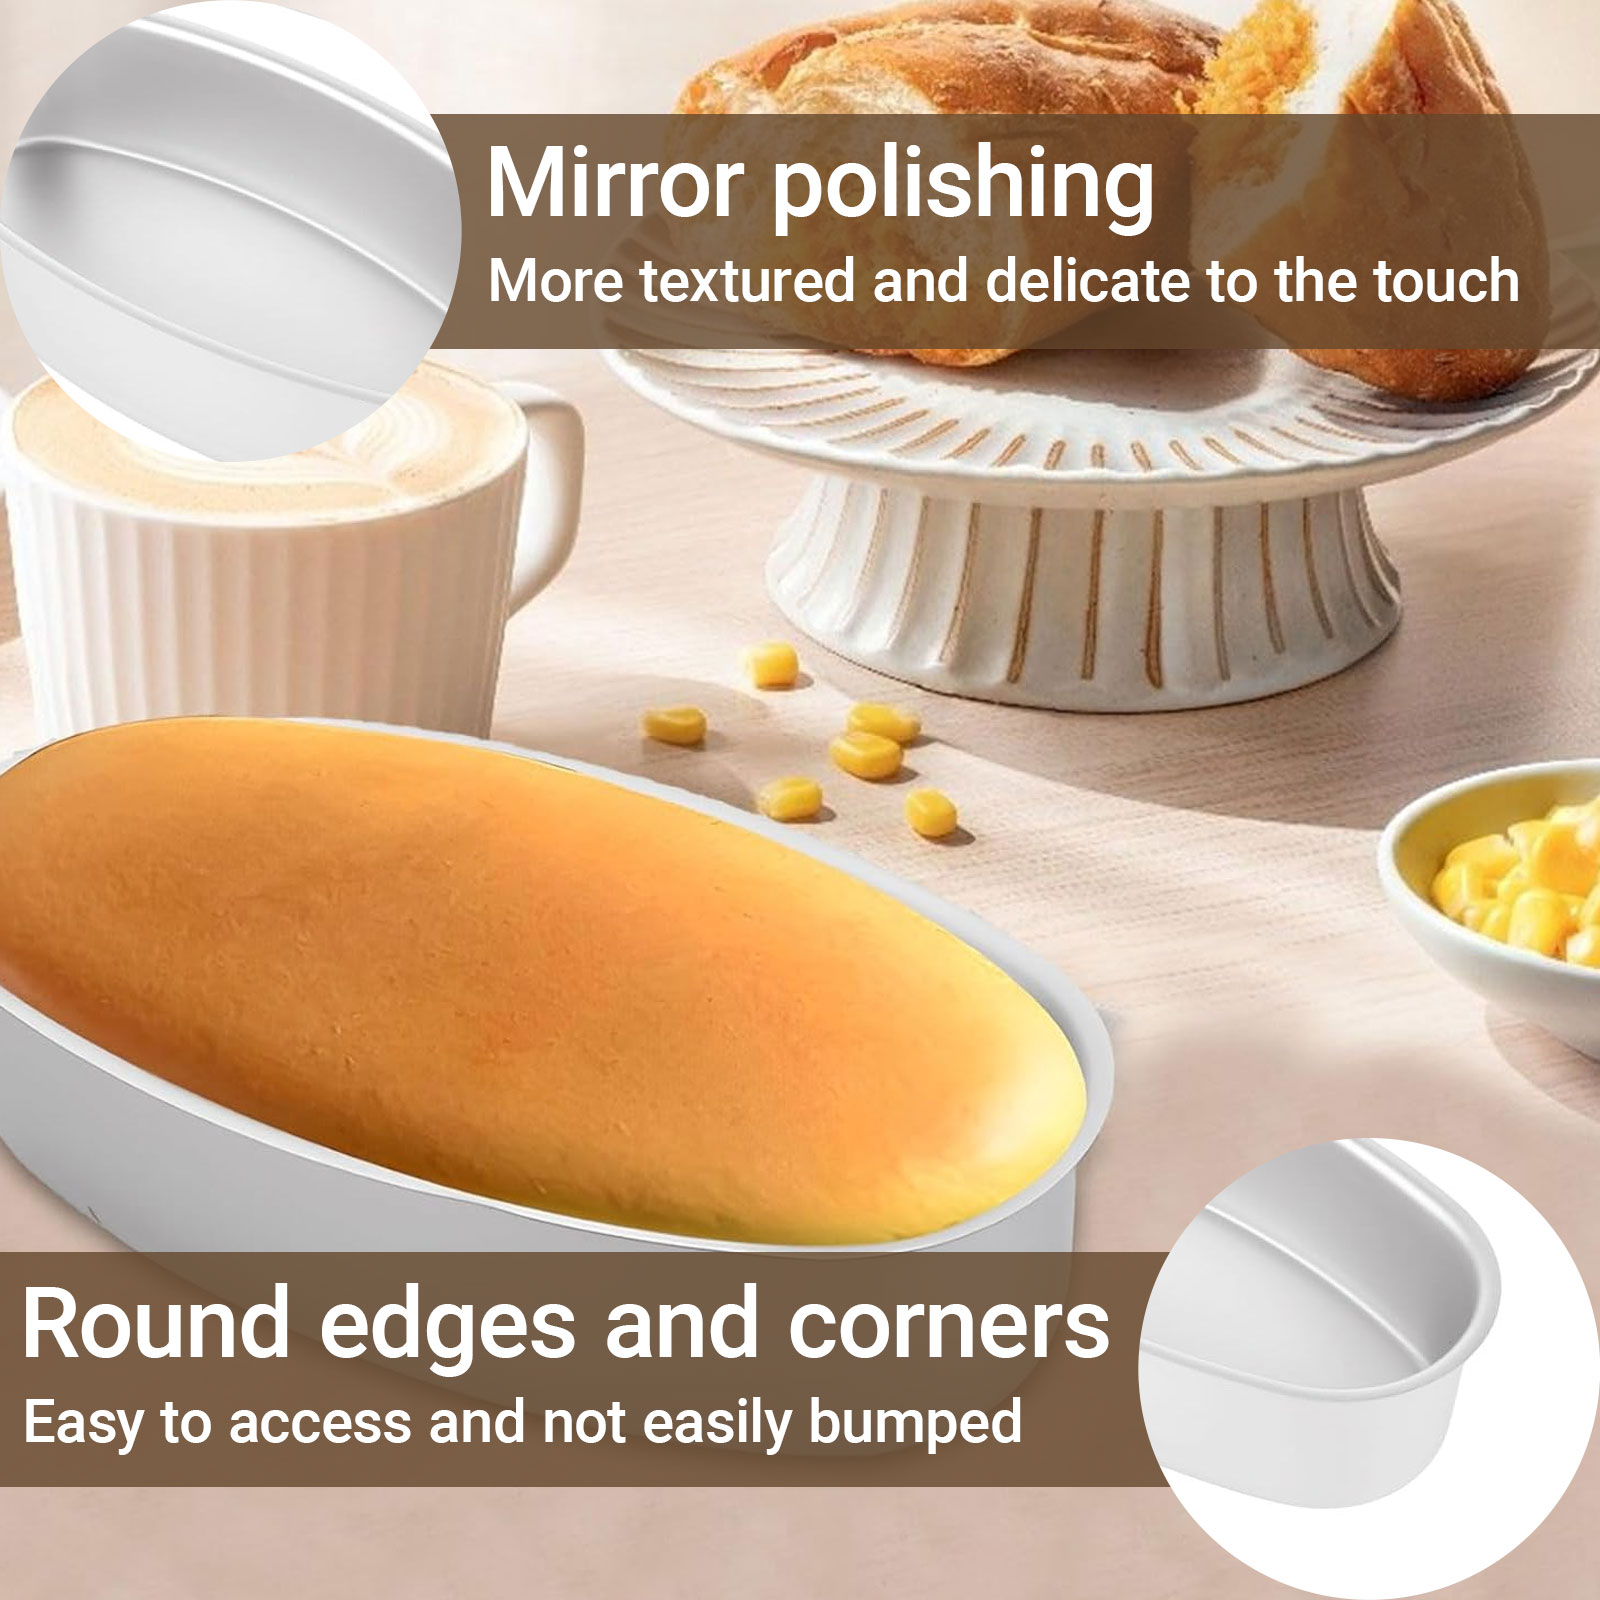 Mirror polishing
More textured and delicate to the touch
Round edges and corners
Easy to access and not easily bumped